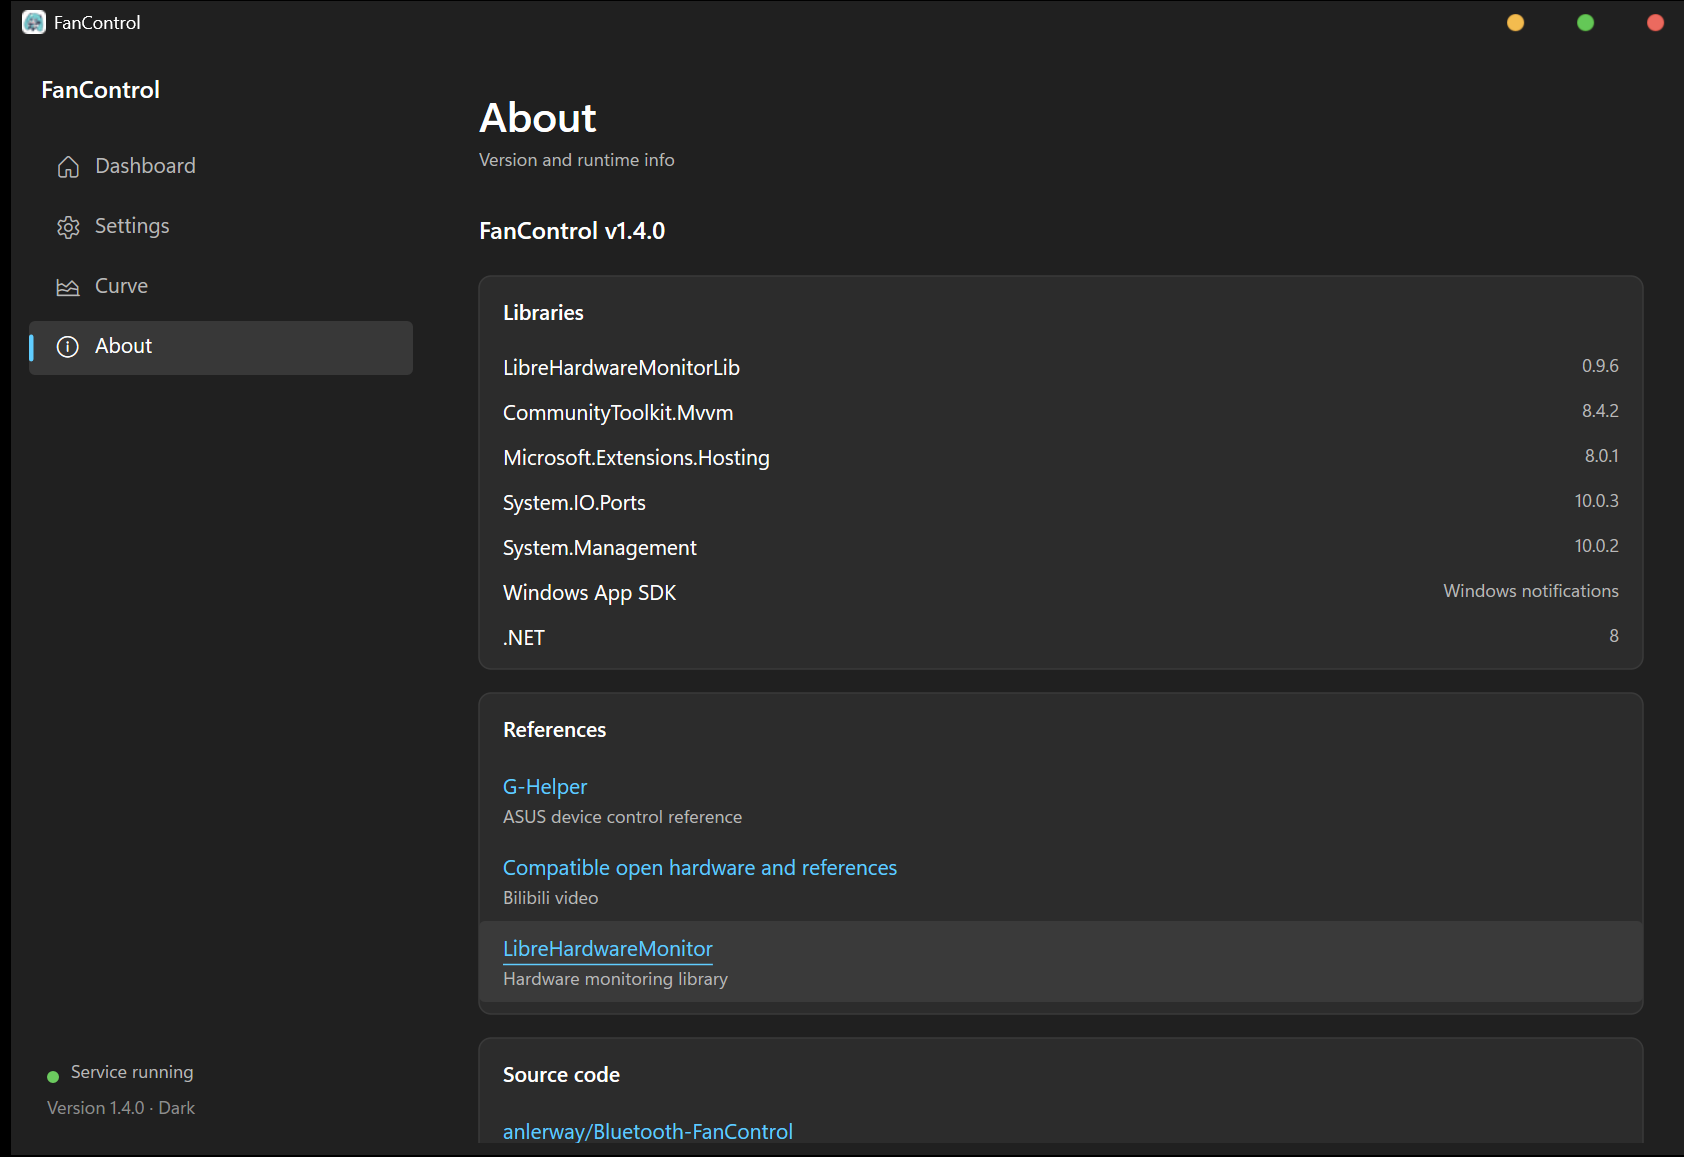 FanControl
FanControl
Dashboard
Settings
Curve
About
Service running
Version 1.4.0 · Dark
About
Version and runtime info
FanControl v1.4.0
Libraries
LibreHardwareMonitorLib 0.9.6
CommunityToolkit.Mvvm 8.4.2
Microsoft.Extensions.Hosting 8.0.1
System.IO.Ports 10.0.3
System.Management 10.0.2
Windows App SDK Windows notifications
.NET 8
References
G-Helper
ASUS device control reference
Compatible open hardware and references
Bilibili video
LibreHardwareMonitor
Hardware monitoring library
Source code
anlerway/Bluetooth-FanControl